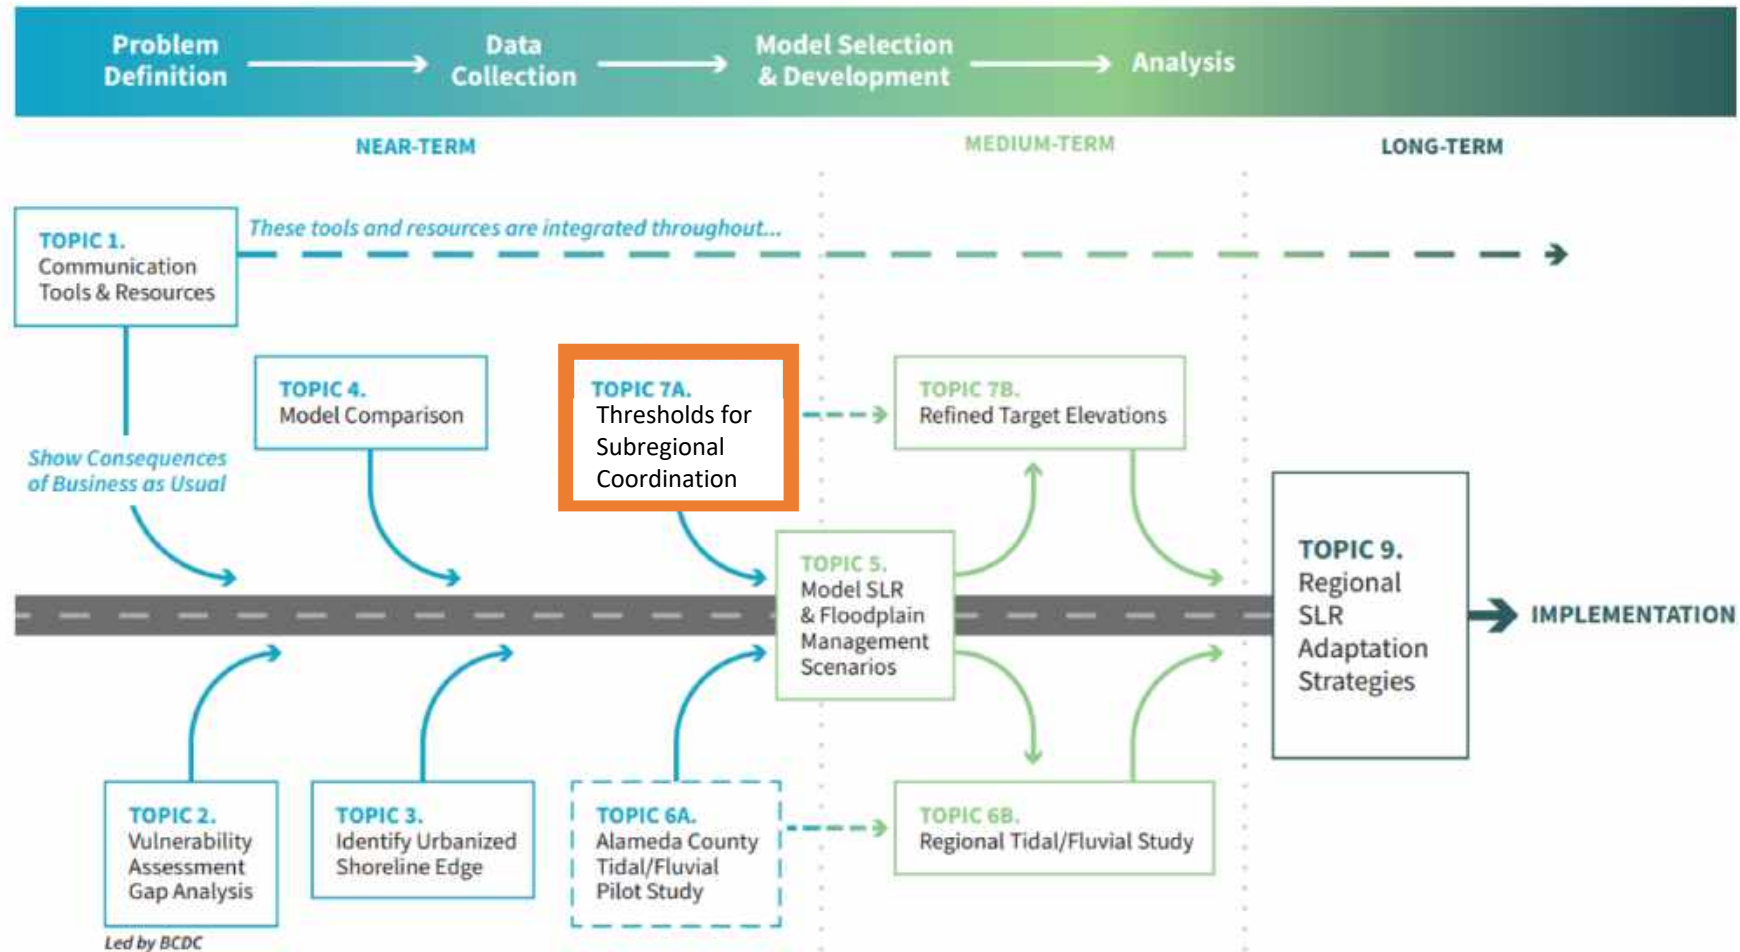 Problem
Definition
Data
Collection
Model Selection
& Development
Analysis
NEAR-TERM
MEDIUM-TERM
LONG-TERM
TOPIC 1.
Communication
Tools & Resources
These tools and resources are integrated throughout...
Show Consequences
of Business as Usual
TOPIC 4.
Model Comparison
TOPIC 7A.
Thresholds for
Subregional
Coordination
TOPIC 7B.
Refined Target Elevations
TOPIC 5.
Model SLR
& Floodplain
Management
Scenarios
TOPIC 9.
Regional
SLR
Adaptation
Strategies
IMPLEMENTATION
TOPIC 2.
Vulnerability
Assessment
Gap Analysis
Led by BCDC
TOPIC 3.
Identify Urbanized
Shoreline Edge
TOPIC 6A.
Alameda County
Tidal/Fluvial
Pilot Study
TOPIC 6B.
Regional Tidal/Fluvial Study